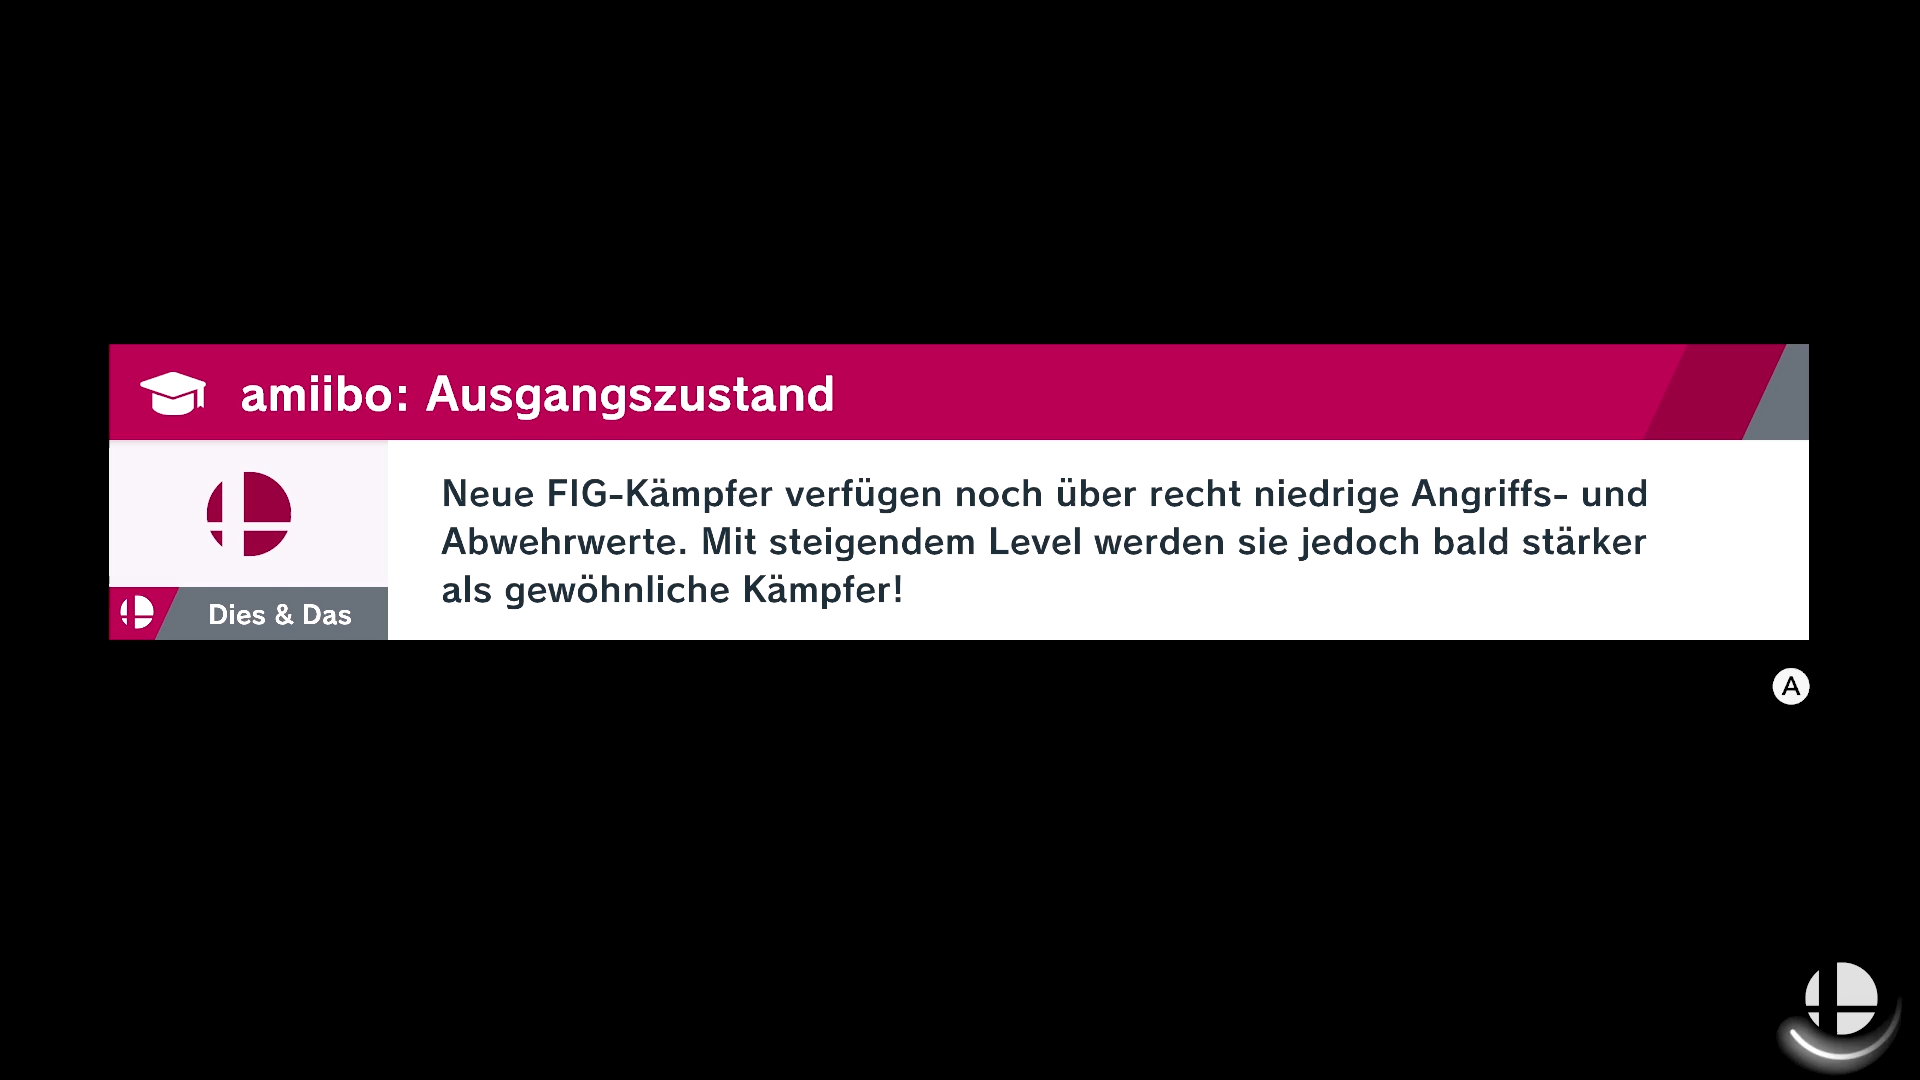 amiibo: Ausgangszustand
Neue FIG-Kämpfer verfügen noch über recht niedrige Angriffs- und
Abwehrwerte. Mit steigendem Level werden sie jedoch bald stärker
als gewöhnliche Kämpfer!
Dies & Das
A